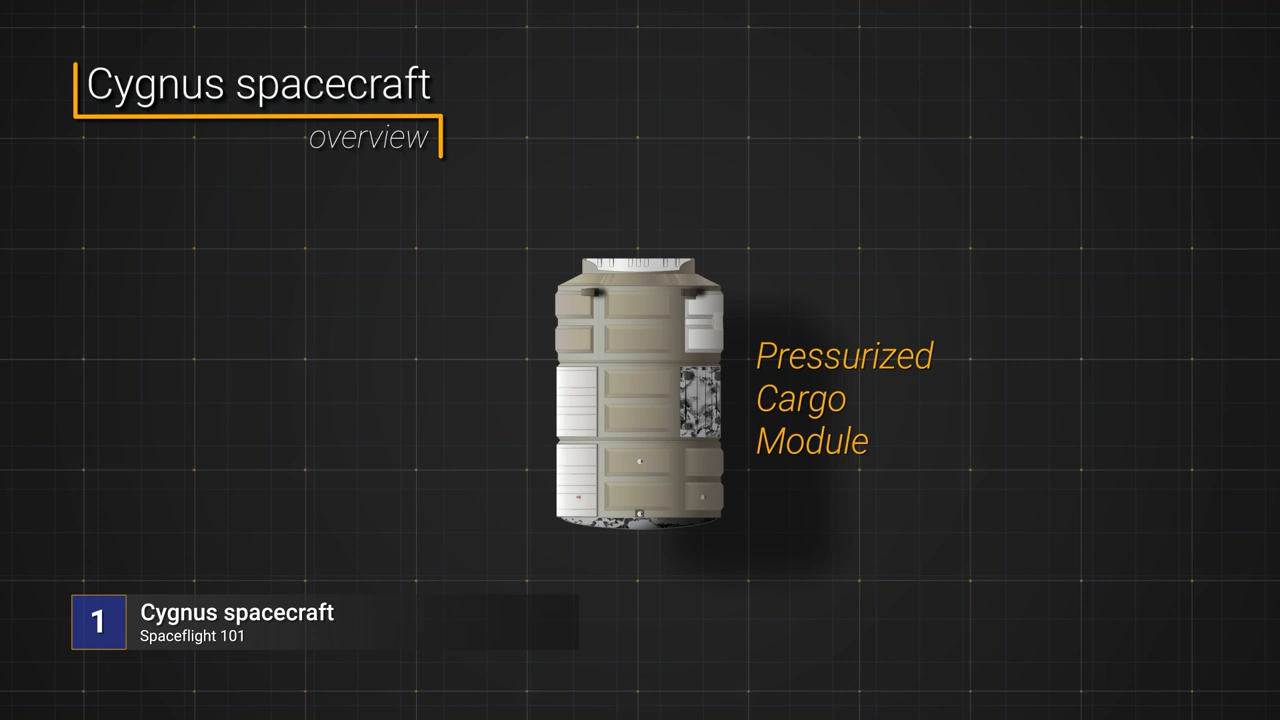 Cygnus spacecraft
overview
Pressurized
Cargo
Module
1
Cygnus spacecraft
Spaceflight 101